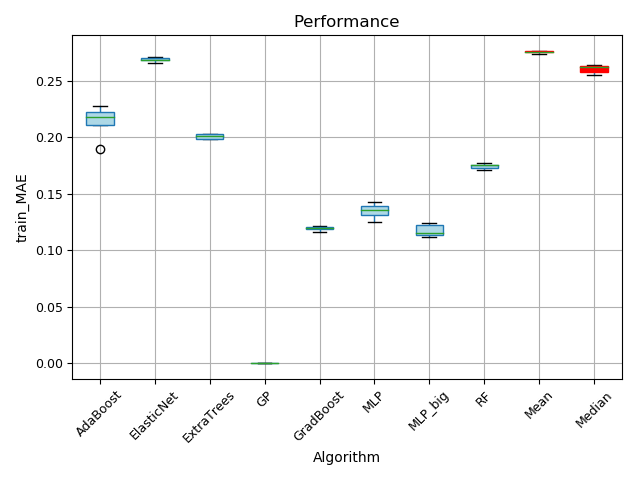 Performance
train_MAE
0.25
0.20
0.15
0.10
0.05
0.00
AdaBoost
ElasticNet
ExtraTrees
GP
GradBoost
MLP
MLP_big
RF
Mean
Median
Algorithm